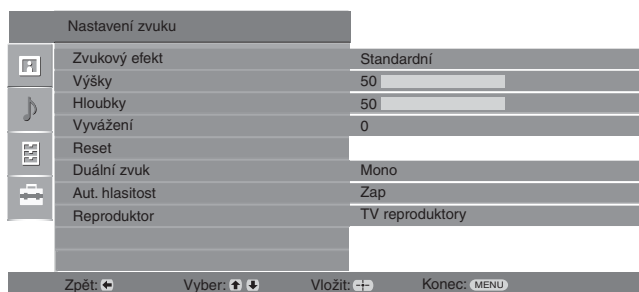 Nastavení zvuku
Zvukový efekt Standardní
Výšky 50
Hloubky 50
Vyvážení 0
Reset
Duální zvuk Mono
Aut. hlasitost Zap
Reproduktor TV reproduktory
Zpět: Vyber: Vložit: Konec: MENU